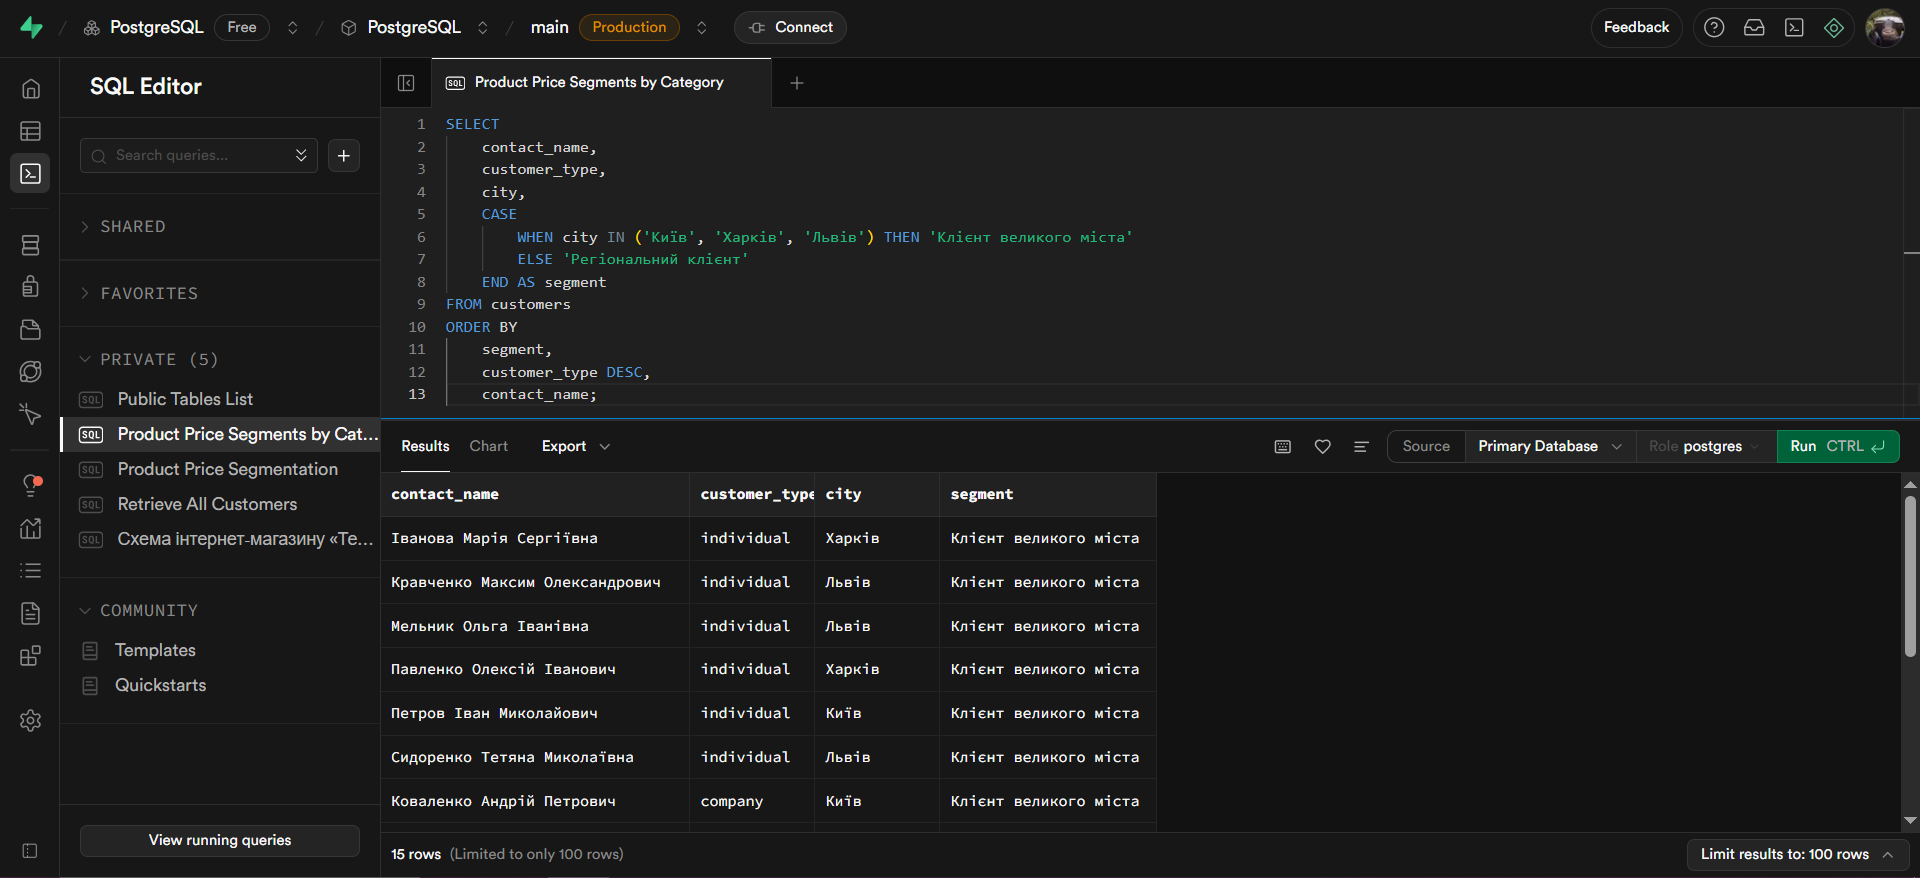 PostgreSQL Free PostgreSQL main Production Connect Feedback
SQL Editor
Search queries...
SHARED
FAVORITES
PRIVATE (5)
SQL Public Tables List
SQL Product Price Segments by Cat...
SQL Product Price Segmentation
SQL Retrieve All Customers
SQL Схема інтернет-магазину «Те...
COMMUNITY
Templates
Quickstarts
View running queries
SQL Product Price Segments by Category
1 SELECT
2 contact_name,
3 customer_type,
4 city,
5 CASE
6 WHEN city IN ('Київ', 'Харків', 'Львів') THEN 'Клієнт великого міста'
7 ELSE 'Регіональний клієнт'
8 END AS segment
9 FROM customers
10 ORDER BY
11 segment,
12 customer_type DESC,
13 contact_name;
Results Chart Export Source Primary Database Role postgres Run CTRL
contact_name customer_type city segment
Іванова Марія Сергіївна individual Харків Клієнт великого міста
Кравченко Максим Олександрович individual Львів Клієнт великого міста
Мельник Ольга Іванівна individual Львів Клієнт великого міста
Павленко Олексій Іванович individual Харків Клієнт великого міста
Петров Іван Миколайович individual Київ Клієнт великого міста
Сидоренко Тетяна Миколаївна individual Львів Клієнт великого міста
Коваленко Андрій Петрович company Київ Клієнт великого міста
15 rows (Limited to only 100 rows) Limit results to: 100 rows